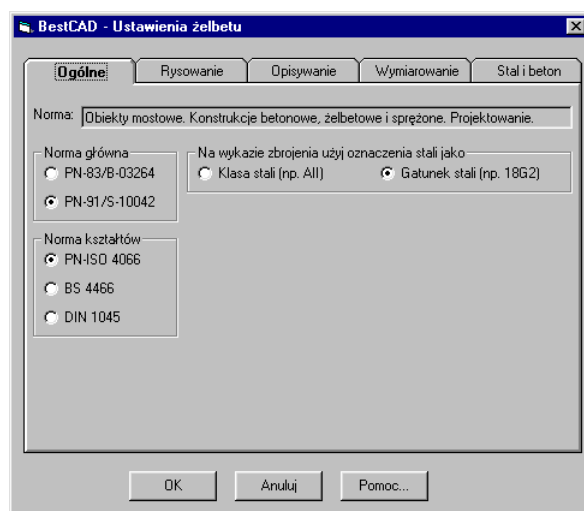 BestCAD - Ustawienia żelbetu
Ogólne Rysowanie Opisywanie Wymiarowanie Stal i beton
Norma: Obiekty mostowe. Konstrukcje betonowe, żelbetowe i sprężone. Projektowanie.
Norma główna
PN-83/B-03264
PN-91/S-10042
Na wykazie zbrojenia użyj oznaczenia stali jako
Klasa stali (np. AII) Gatunek stali (np. 18G2)
Norma kształtów
PN-ISO 4066
BS 4466
DIN 1045
OK Anuluj Pomoc...